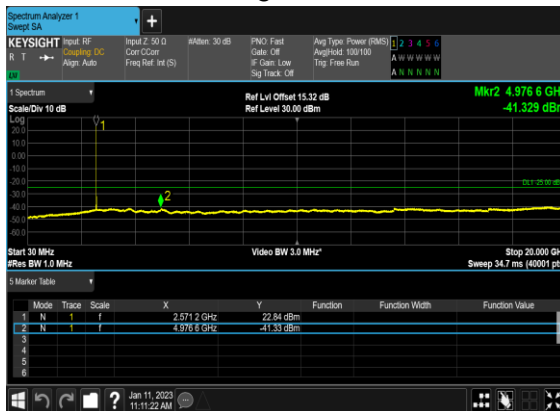 Spectrum Analyzer 1
Swept SA
KEYSIGHT Input: RF Input Z: 50 Ω #Atten: 30 dB PNO: Fast Avg Type: Power (RMS) 1 2 3 4 5 6
R T Coupling: DC Corr CCorr Gate: Off Avg|Hold: 100/100 A W W W W W
Align: Auto Freq Ref: Int (S) IF Gain: Low Trig: Free Run
LXI Sig Track: Off A N N N N N
1 Spectrum Ref Lvl Offset 15.32 dB Mkr2 4.976 6 GH
Scale/Div 10 dB Ref Level 30.00 dBm -41.329 dBr
Log
1
20.0
10.0
0.00
-10.0
-20.0
DL1 -25.00 dB
-30.0
2
-40.0
-50.0
-60.0
Start 30 MHz Video BW 3.0 MHz* Stop 20.000 GH
#Res BW 1.0 MHz Sweep 34.7 ms (40001 pt
5 Marker Table
Mode Trace Scale X Y Function Function Width Function Value
1 N 1 f 2.571 2 GHz 22.84 dBm
2 N 1 f 4.976 6 GHz -41.33 dBm
3
4
5
6
? Jan 11, 2023
11:11:22 AM